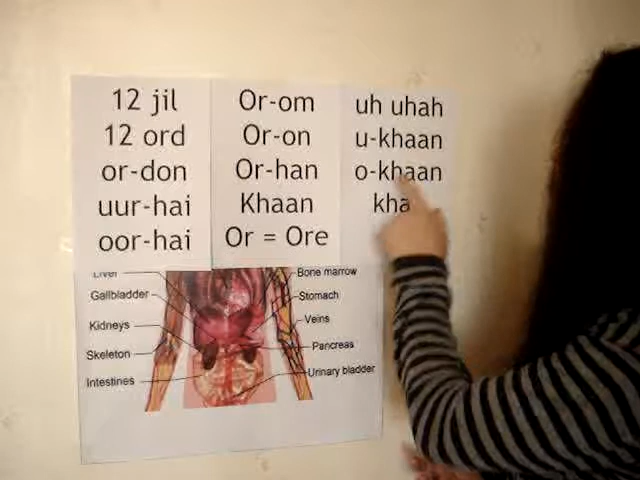 12 jil
12 ord
or-don
uur-hai
oor-hai
Or-om
Or-on
Or-han
Khaan
Or = Ore
uh uhah
u-khaan
o-khaan
kha
Liver
Gallbladder
Kidneys
Skeleton
Intestines
Bone marrow
Stomach
Veins
Pancreas
Urinary bladder